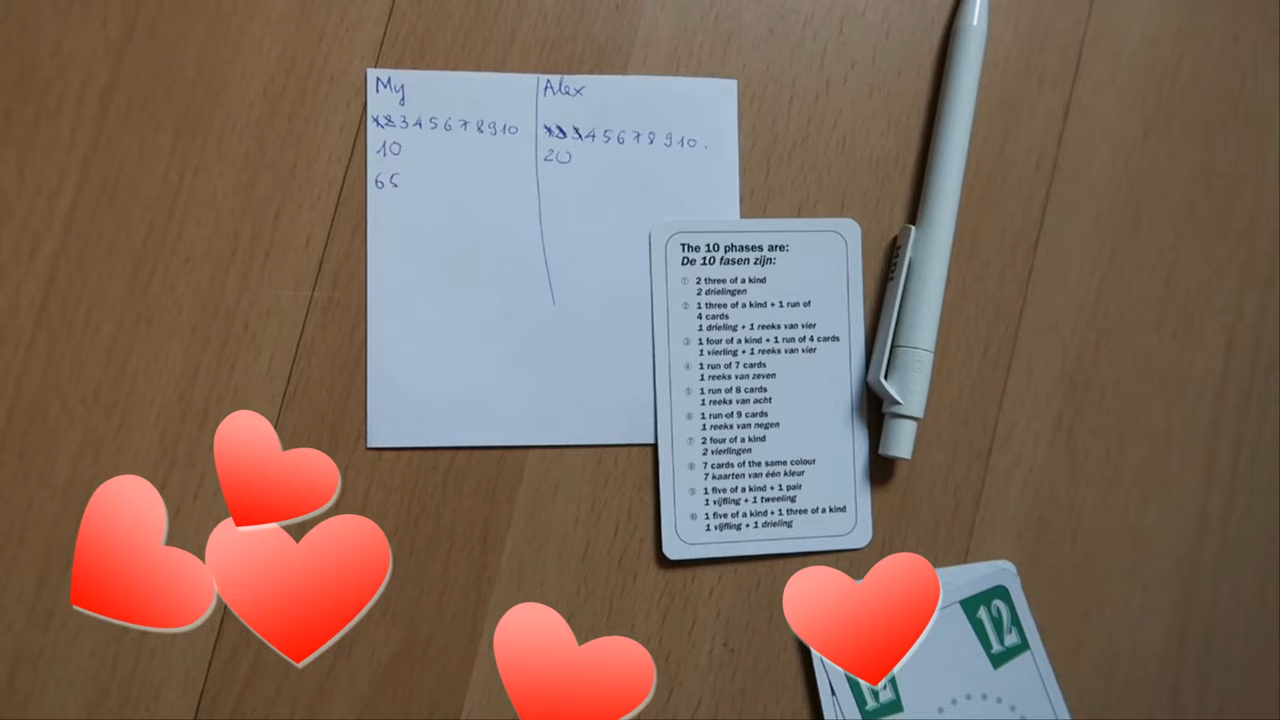 My
12345678910
10
65
Alex
12345678910.
20
The 10 phases are:
De 10 fasen zijn:
① 2 three of a kind
2 drielingen
② 1 three of a kind + 1 run of
4 cards
1 drieling + 1 reeks van vier
③ 1 four of a kind + 1 run of 4 cards
1 vierling + 1 reeks van vier
④ 1 run of 7 cards
1 reeks van zeven
⑤ 1 run of 8 cards
1 reeks van acht
⑥ 1 run of 9 cards
1 reeks van negen
⑦ 2 four of a kind
2 vierlingen
⑧ 7 cards of the same colour
7 kaarten van één kleur
⑨ 1 five of a kind + 1 pair
1 vijfling + 1 tweeling
⑩ 1 five of a kind + 1 three of a kind
1 vijfling + 1 drieling
12
12